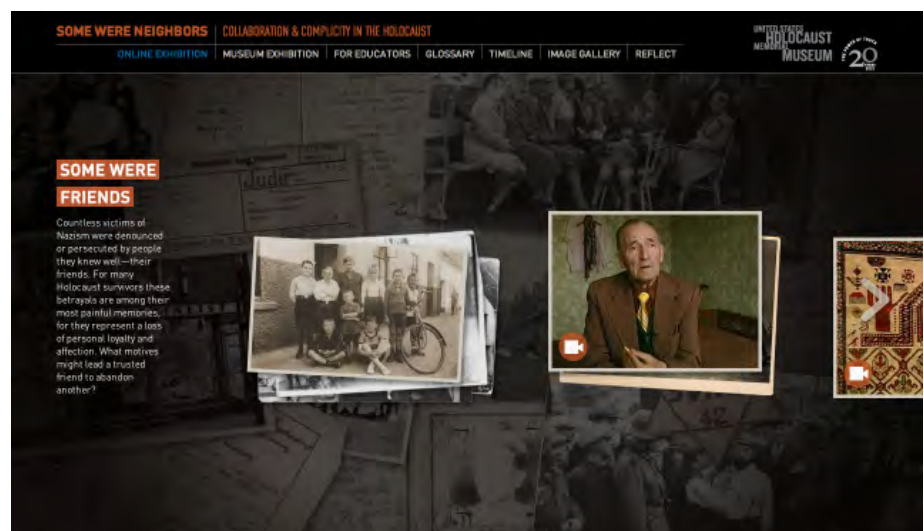 SOME WERE NEIGHBORS | COLLABORATION & COMPLICITY IN THE HOLOCAUST
ONLINE EXHIBITION | MUSEUM EXHIBITION | FOR EDUCATORS | GLOSSARY | TIMELINE | IMAGE GALLERY | REFLECT
UNITED STATES
HOLOCAUST
MEMORIAL
MUSEUM
20
SOME WERE
FRIENDS
Countless victims of
Nazism were denounced
or persecuted by people
they knew well—their
friends. For many
Holocaust survivors these
betrayals are among their
most painful memories,
for they represent a loss
of personal loyalty and
affection. What motives
might lead a trusted
friend to abandon
another?
Jude
42